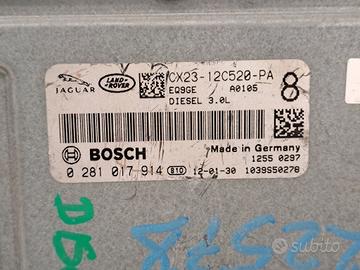 JAGUAR
LAND ROVER
CX23-12C520-PA
EQ9GE A0105
DIESEL 3.0L
8
BOSCH
Made in Germany
1255 0297
0 281 017 914 810 12-01-30 1039S50278
subito